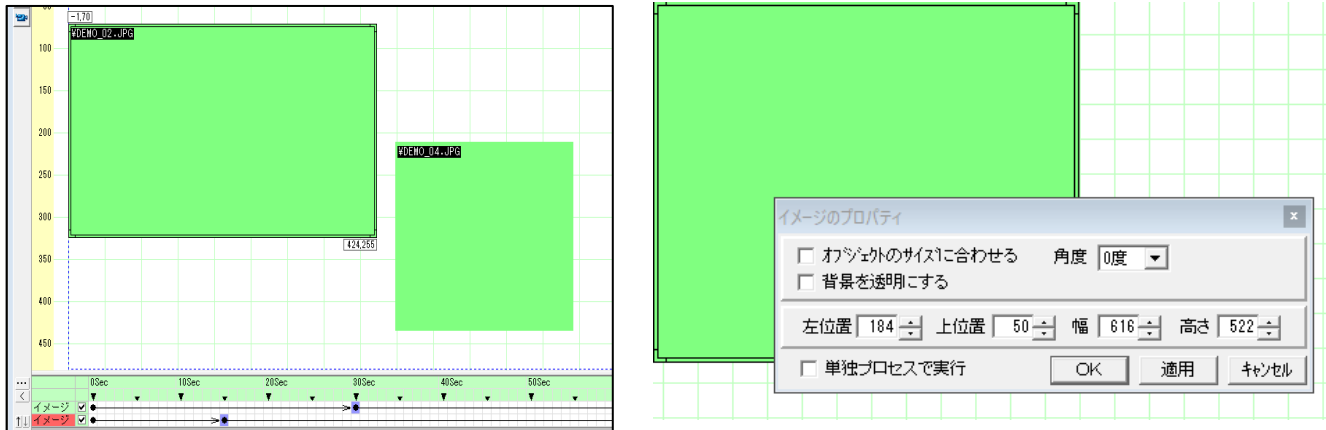 50
-1,70
¥DEMO_02.JPG
100
150
200
¥DEMO_04.JPG
250
300
424,255
350
400
450
...
0Sec 10Sec 20Sec 30Sec 40Sec 50Sec
イメージ
イメージ
イメージのプロパティ
オブジェクトのサイズに合わせる 角度 0度
背景を透明にする
左位置 184 上位置 50 幅 616 高さ 522
単独プロセスで実行 OK 適用 キャンセル